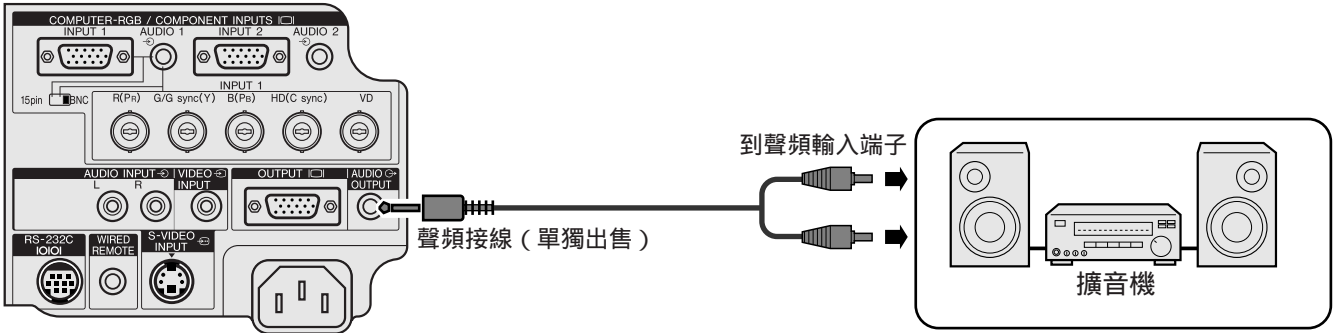 COMPUTER-RGB / COMPONENT INPUTS
INPUT 1
AUDIO 1
INPUT 2
AUDIO 2
INPUT 1
15pin
BNC
R(PR)
G/G sync(Y)
B(PB)
HD(C sync)
VD
到聲頻輸入端子
AUDIO INPUT
L
R
VIDEO
INPUT
OUTPUT
AUDIO
OUTPUT
聲頻接線（單獨出售）
RS-232C
IOIOI
WIRED
REMOTE
S-VIDEO
INPUT
擴音機